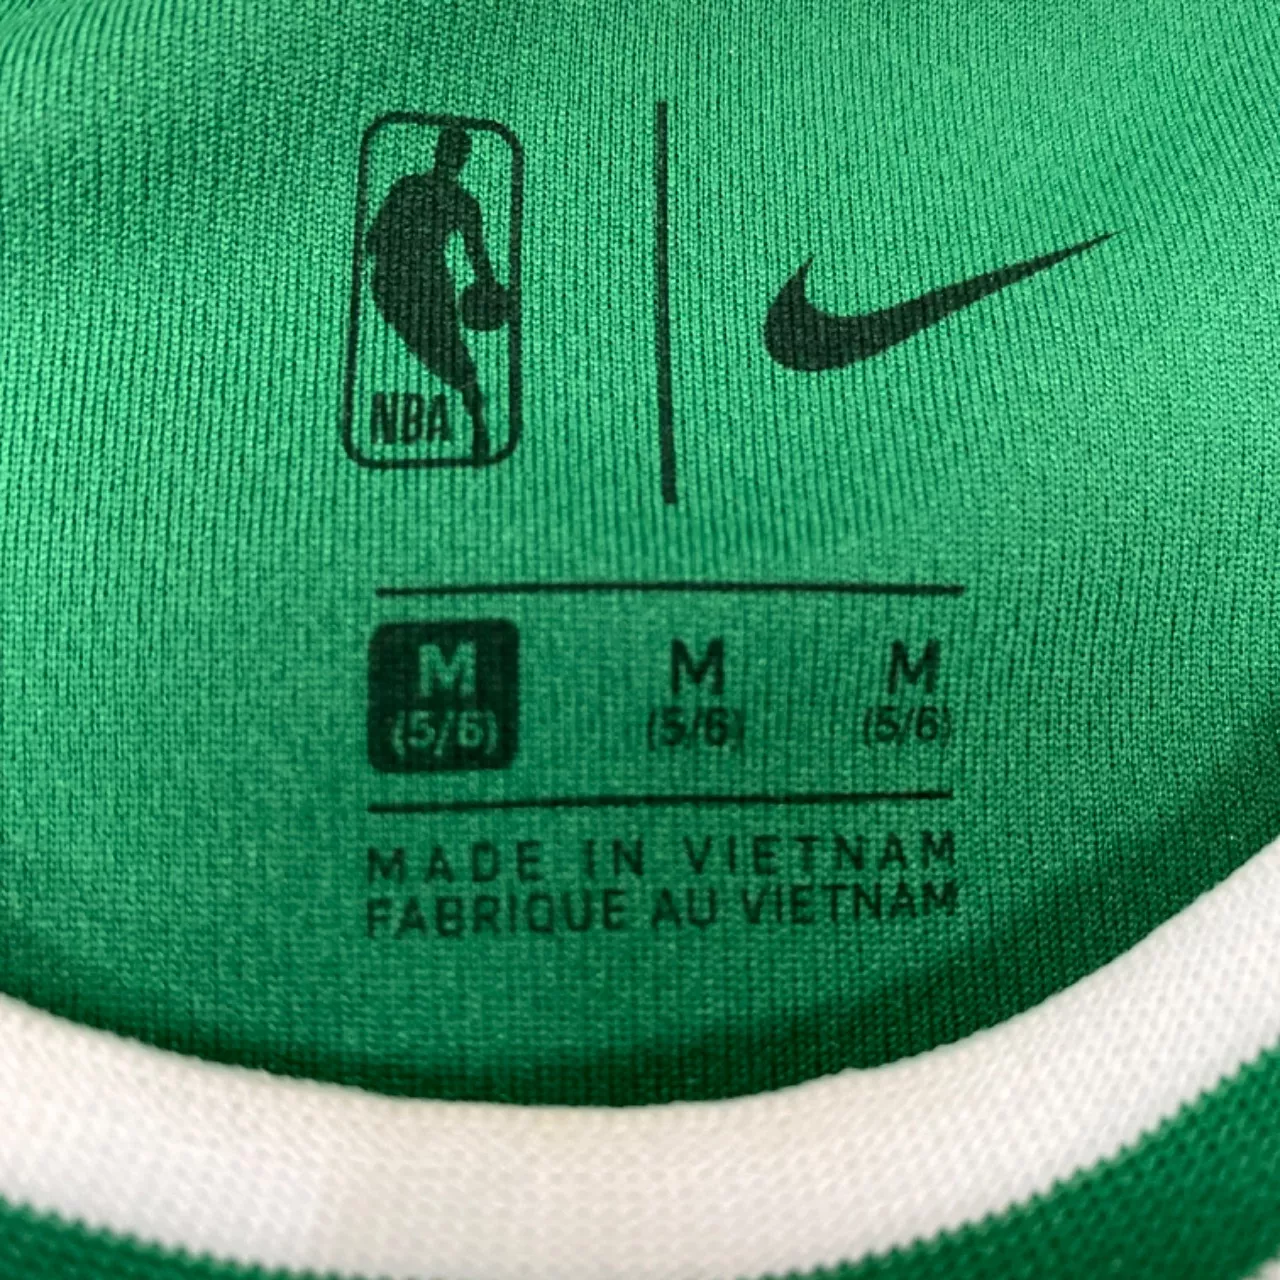 NBA
M M M
(5/6) (5/6) (5/6)
MADE IN VIETNAM
FABRIQUE AU VIETNAM